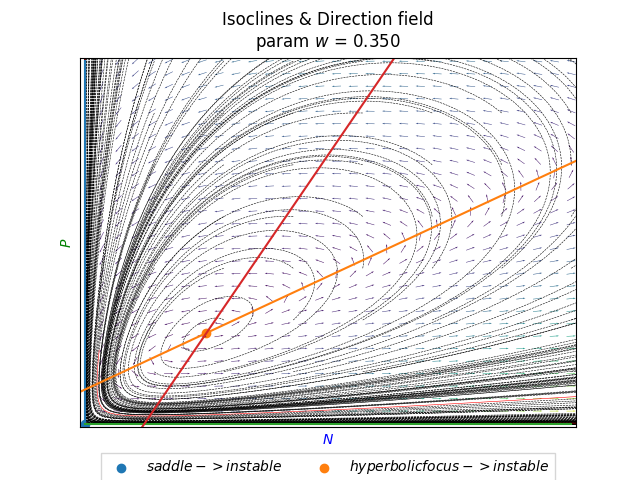 Isoclines & Direction field
param w = 0.350
P
N
saddle − > instable
hyperbolicfocus − > instable